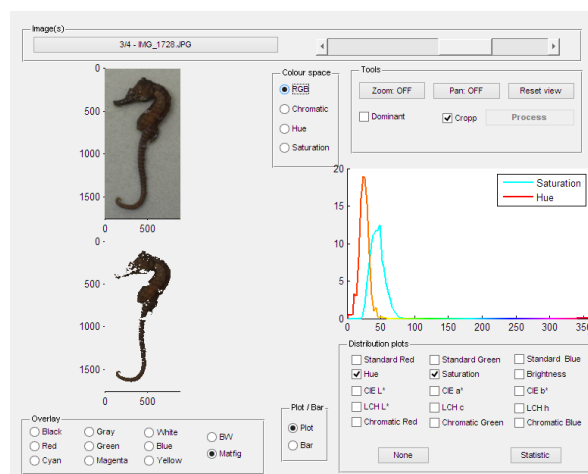 Image(s)
3/4 - IMG_1728.JPG
Colour space
RGB
Chromatic
Hue
Saturation
Tools
Zoom: OFF Pan: OFF Reset view
Dominant Cropp Process
0
500
1000
1500
0 500
0
500
1000
1500
0 500
20
15
10
5
0
0 50 100 150 200 250 300 350
Saturation
Hue
Distribution plots
Standard Red Standard Green Standard Blue
Hue Saturation Brightness
CIE L* CIE a* CIE b*
LCH L* LCH c LCH h
Chromatic Red Chromatic Green Chromatic Blue
None Statistic
Overlay
Black Gray White BW
Red Green Blue Matfig
Cyan Magenta Yellow
Plot / Bar
Plot
Bar